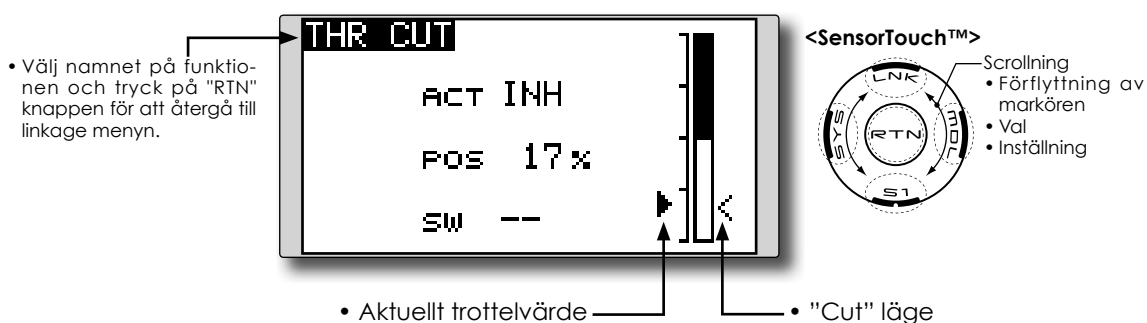 • Välj namnet på funktio-
nen och tryck på "RTN"
knappen för att återgå till
linkage menyn.
THR CUT
ACT INH
POS 17%
SW --
<SensorTouch™>
LNK
SYS
RTN
MDL
S1
Scrollning
• Förflyttning av
markören
• Val
• Inställning
• Aktuellt trottelvärde
• ”Cut” läge